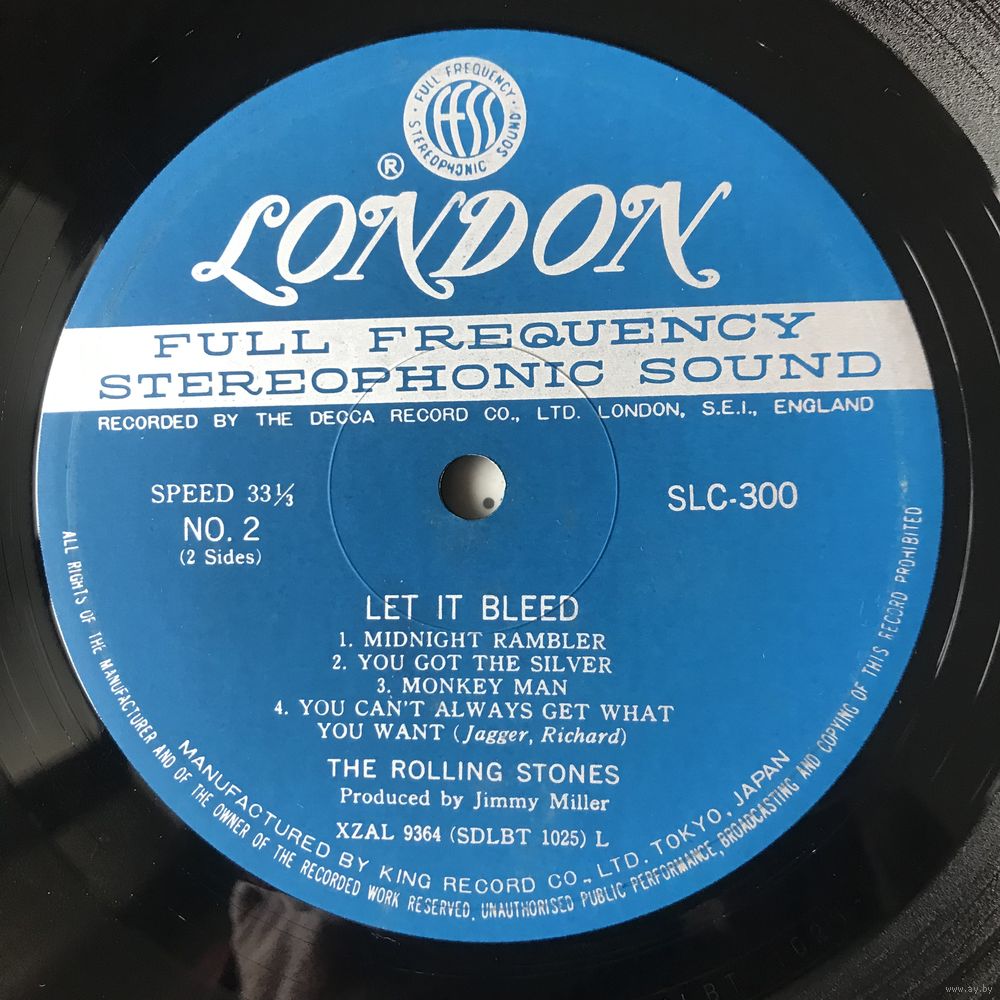 FULL FREQUENCY
ffss
STEREOPHONIC SOUND
®
LONDON
FULL FREQUENCY
STEREOPHONIC SOUND
RECORDED BY THE DECCA RECORD CO., LTD. LONDON, S.E.I., ENGLAND
SPEED 33⅓
NO. 2
(2 Sides)
SLC-300
LET IT BLEED
1. MIDNIGHT RAMBLER
2. YOU GOT THE SILVER
3. MONKEY MAN
4. YOU CAN'T ALWAYS GET WHAT
YOU WANT (Jagger, Richard)
THE ROLLING STONES
Produced by Jimmy Miller
XZAL 9364 (SDLBT 1025) L
MANUFACTURED BY KING RECORD CO., LTD. TOKYO, JAPAN
ALL RIGHTS OF THE MANUFACTURER AND OF THE OWNER OF THE RECORDED WORK RESERVED. UNAUTHORISED PUBLIC PERFORMANCE, BROADCASTING AND COPYING OF THIS RECORD PROHIBITED
www.ay.by